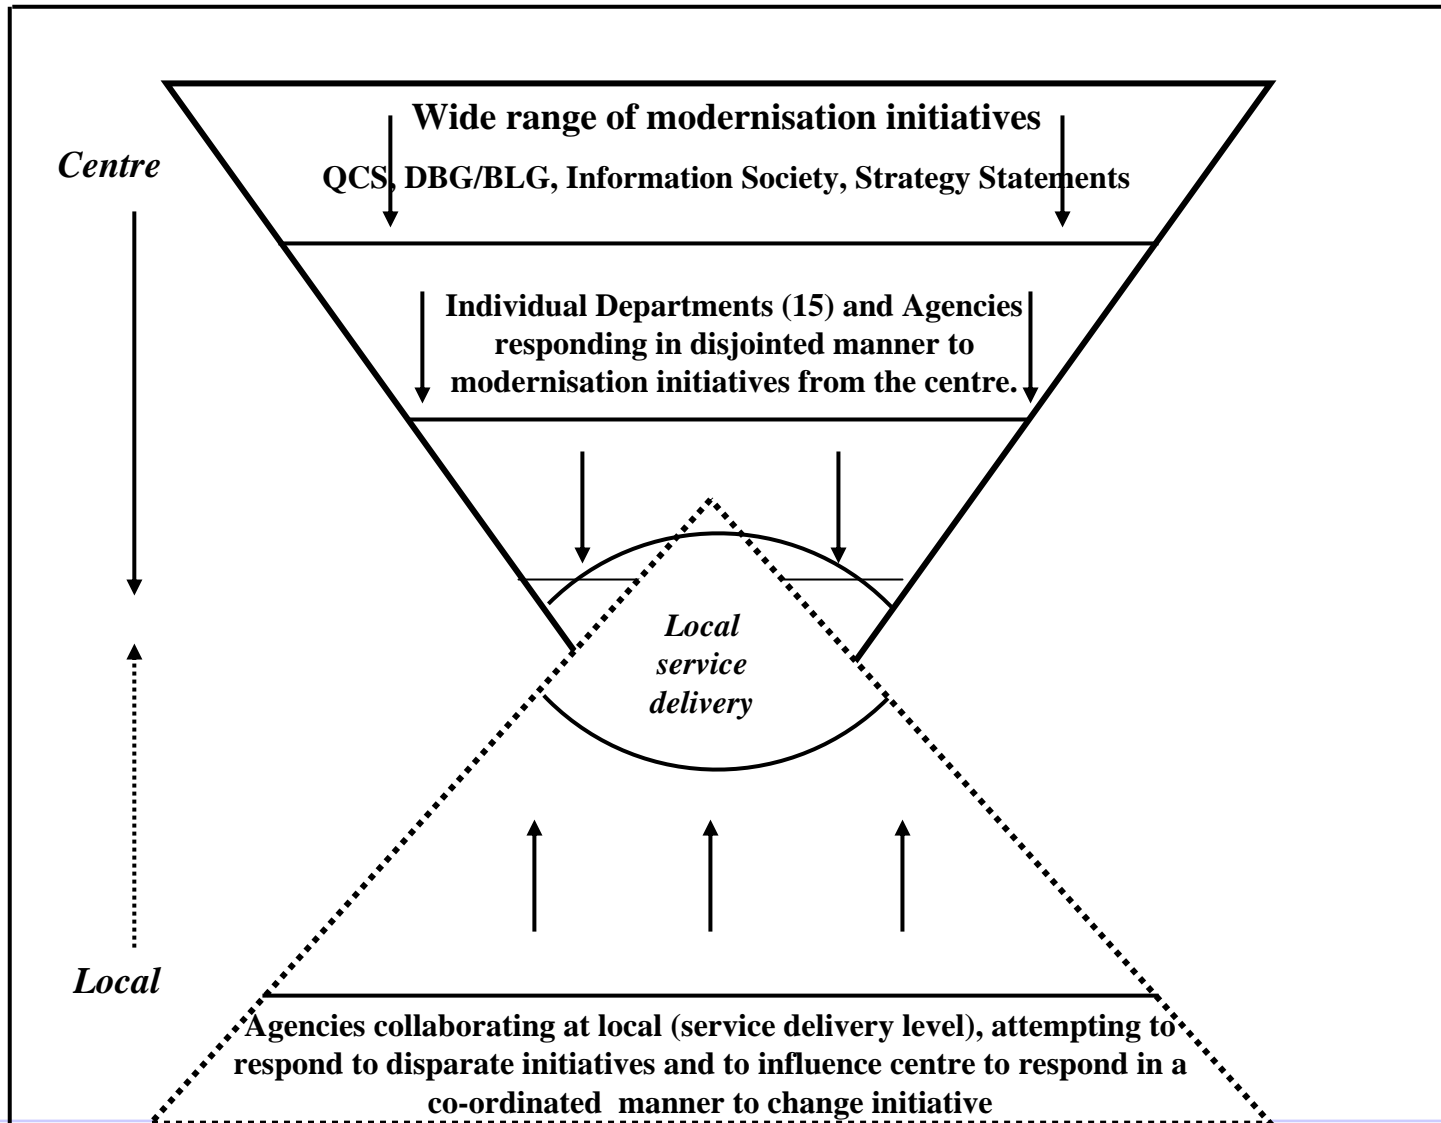 Wide range of modernisation initiatives
Centre
QCS, DBG/BLG, Information Society, Strategy Statements
Individual Departments (15) and Agencies
responding in disjointed manner to
modernisation initiatives from the centre.
Local
service
delivery
Local
Agencies collaborating at local (service delivery level), attempting to
respond to disparate initiatives and to influence centre to respond in a
co-ordinated manner to change initiative